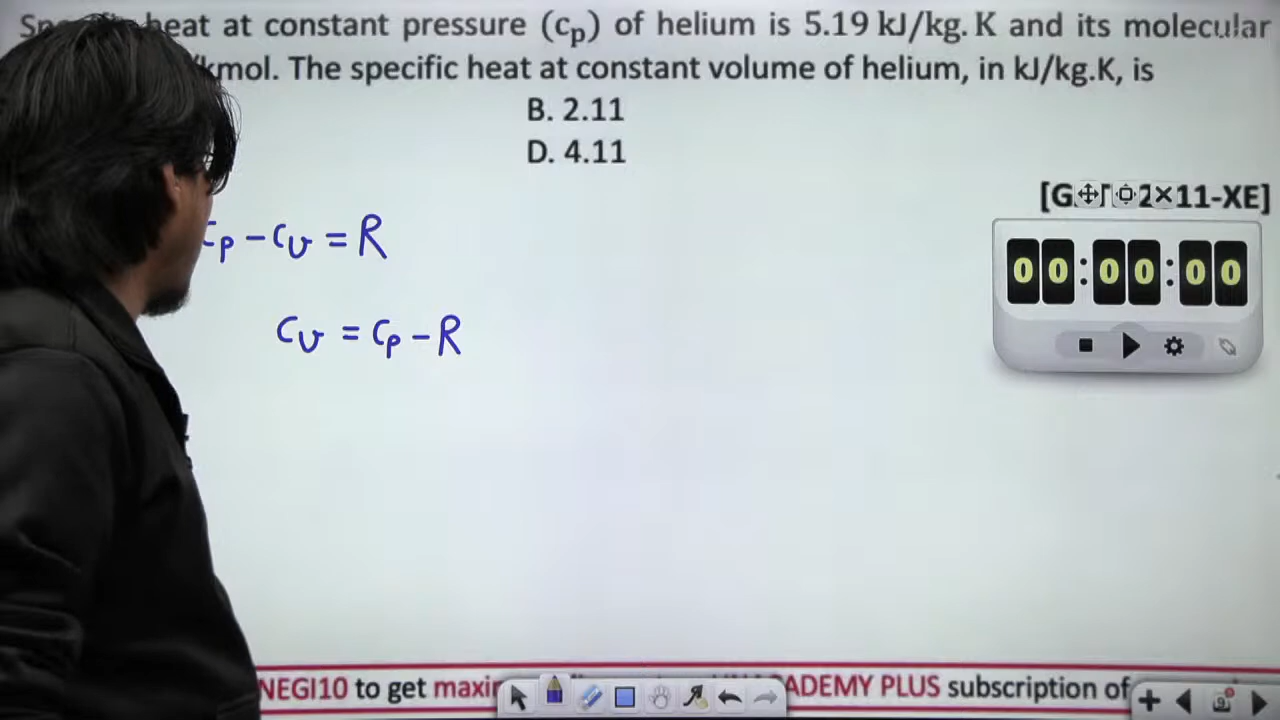 heat at constant pressure (cp) of helium is 5.19 kJ/kg. K and its molecular
/kmol. The specific heat at constant volume of helium, in kJ/kg.K, is
B. 2.11
D. 4.11
11-XE]
00:00:00
cp - cv = R
cv = cp - R
NEGI10 to get PLUS subscription of